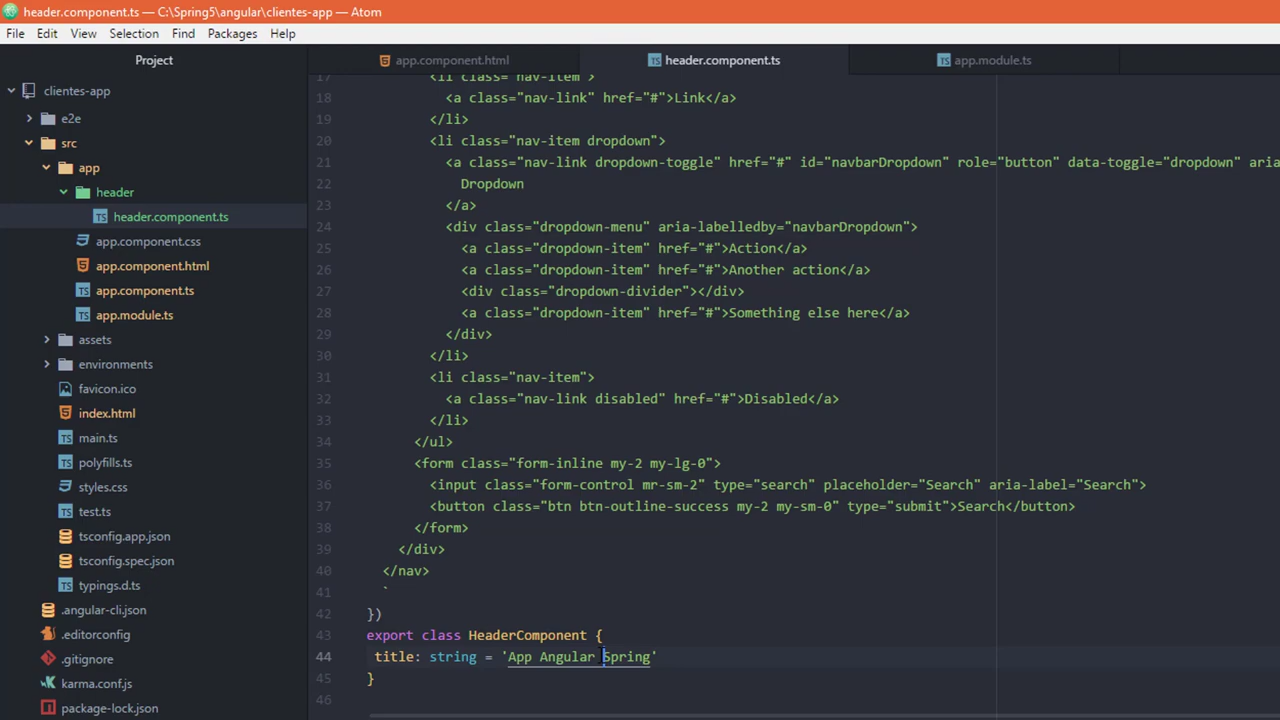 header.component.ts — C:\Spring5\angular\clientes-app — Atom
File Edit View Selection Find Packages Help
Project
app.component.html
header.component.ts
app.module.ts
clientes-app
e2e
src
app
header
header.component.ts
app.component.css
app.component.html
app.component.ts
app.module.ts
assets
environments
favicon.ico
index.html
main.ts
polyfills.ts
styles.css
test.ts
tsconfig.app.json
tsconfig.spec.json
typings.d.ts
.angular-cli.json
.editorconfig
.gitignore
karma.conf.js
package-lock.json
17 <li class="nav-item">
18 <a class="nav-link" href="#">Link</a>
19 </li>
20 <li class="nav-item dropdown">
21 <a class="nav-link dropdown-toggle" href="#" id="navbarDropdown" role="button" data-toggle="dropdown" aria
22 Dropdown
23 </a>
24 <div class="dropdown-menu" aria-labelledby="navbarDropdown">
25 <a class="dropdown-item" href="#">Action</a>
26 <a class="dropdown-item" href="#">Another action</a>
27 <div class="dropdown-divider"></div>
28 <a class="dropdown-item" href="#">Something else here</a>
29 </div>
30 </li>
31 <li class="nav-item">
32 <a class="nav-link disabled" href="#">Disabled</a>
33 </li>
34 </ul>
35 <form class="form-inline my-2 my-lg-0">
36 <input class="form-control mr-sm-2" type="search" placeholder="Search" aria-label="Search">
37 <button class="btn btn-outline-success my-2 my-sm-0" type="submit">Search</button>
38 </form>
39 </div>
40 </nav>
41 `
42 })
43 export class HeaderComponent {
44 title: string = 'App Angular Spring'
45 }
46